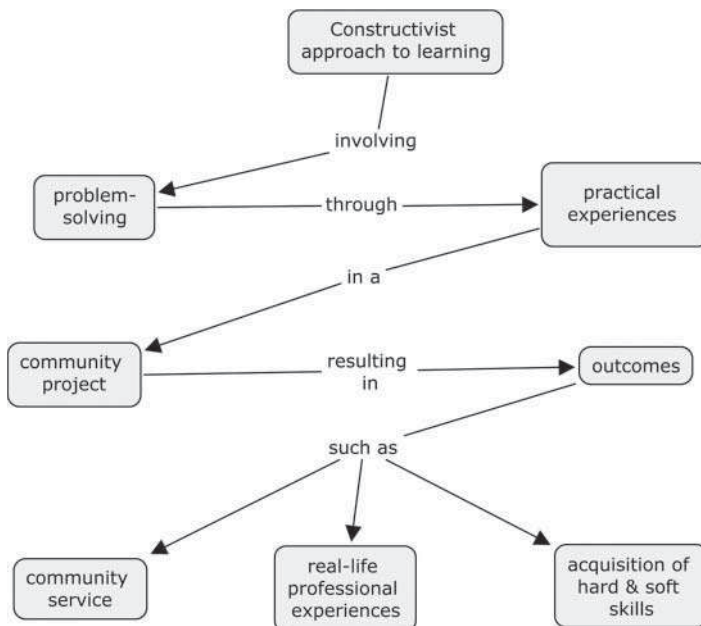 Constructivist
approach to learning
involving
problem-
solving
through
practical
experiences
in a
community
project
resulting
in
outcomes
such as
community
service
real-life
professional
experiences
acquisition of
hard & soft
skills